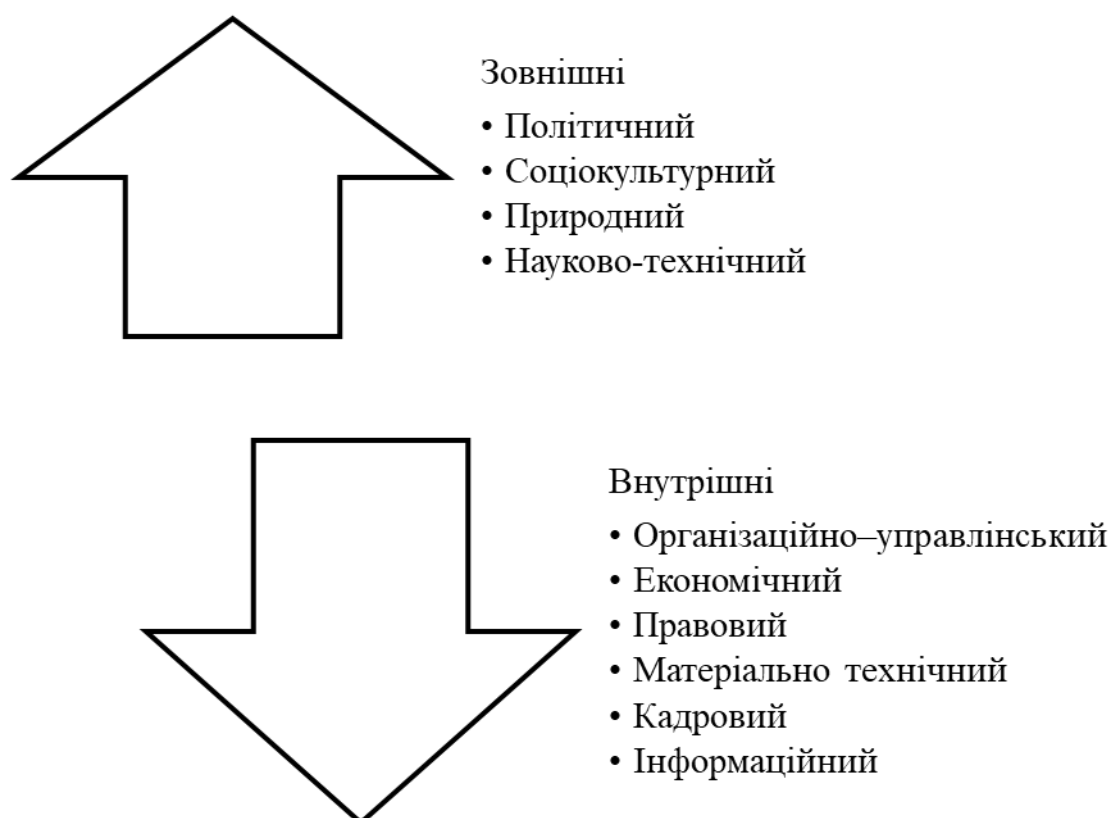 Зовнішні
• Політичний
• Соціокультурний
• Природний
• Науково-технічний
Внутрішні
• Організаційно–управлінський
• Економічний
• Правовий
• Матеріально технічний
• Кадровий
• Інформаційний